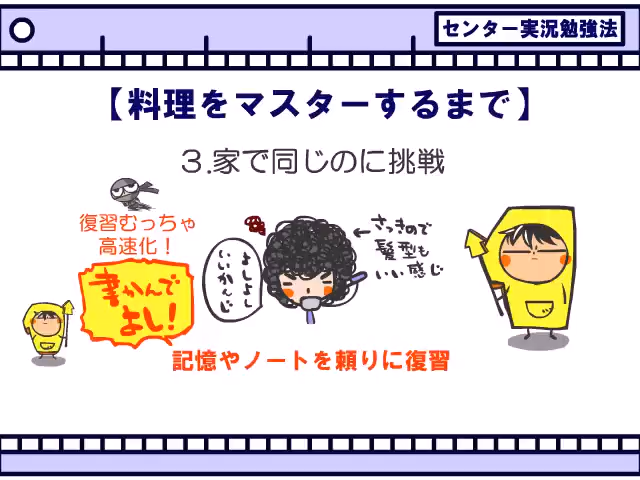 センター実況勉強法
【料理をマスターするまで】
３.家で同じのに挑戦
復習むっちゃ
高速化！
書かんで
よし！
よしよし
いいかんじ
さっきので
髪型も
いい感じ
記憶やノートを頼りに復習